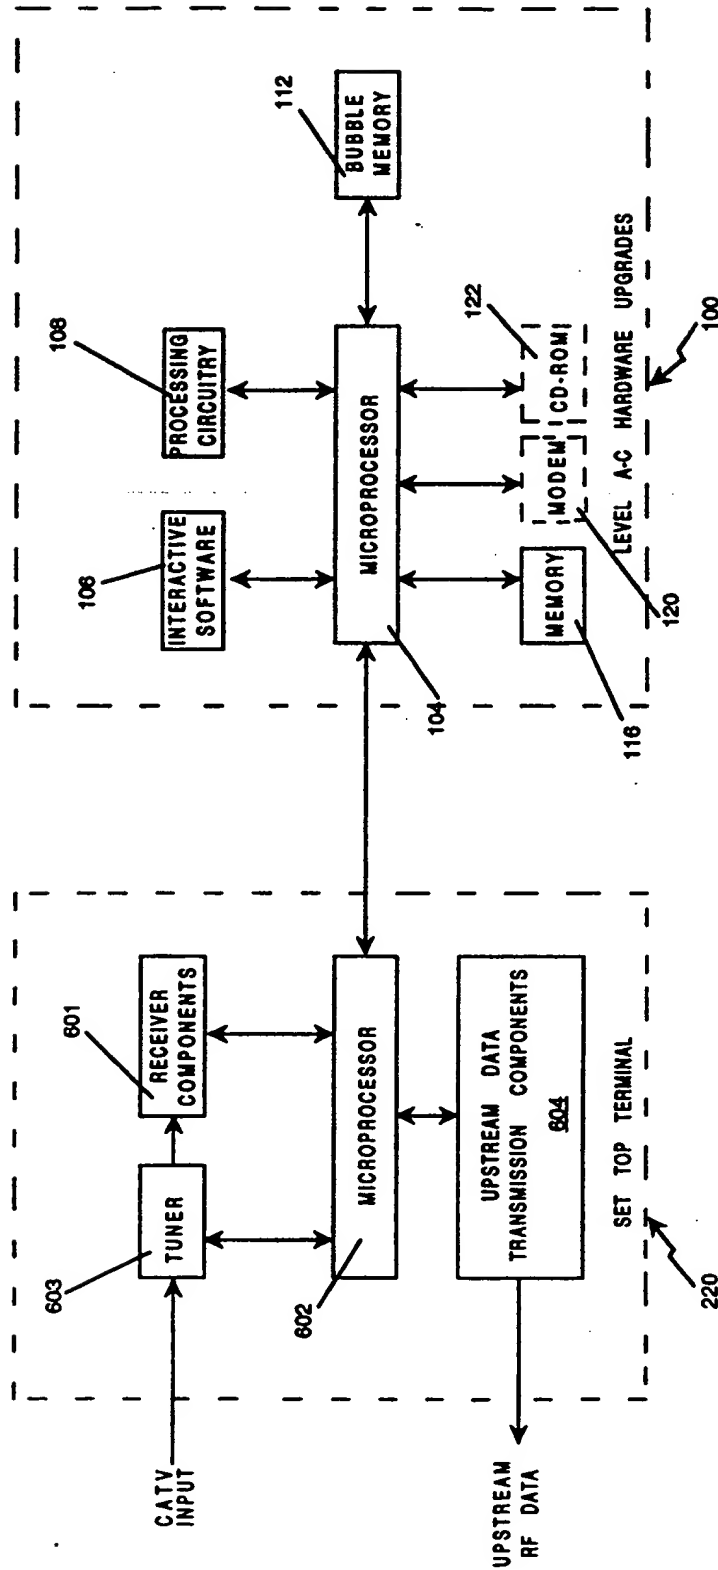 CATV
INPUT
603
TUNER
601
RECEIVER
COMPONENTS
602
MICROPROCESSOR
UPSTREAM DATA
TRANSMISSION COMPONENTS
604
UPSTREAM
RF DATA
SET TOP TERMINAL
220
106
INTERACTIVE
SOFTWARE
108
PROCESSING
CIRCUITRY
MICROPROCESSOR
104
112
BUBBLE
MEMORY
MEMORY
116
MODEM
120
CD-ROM
122
LEVEL A-C HARDWARE UPGRADES
100